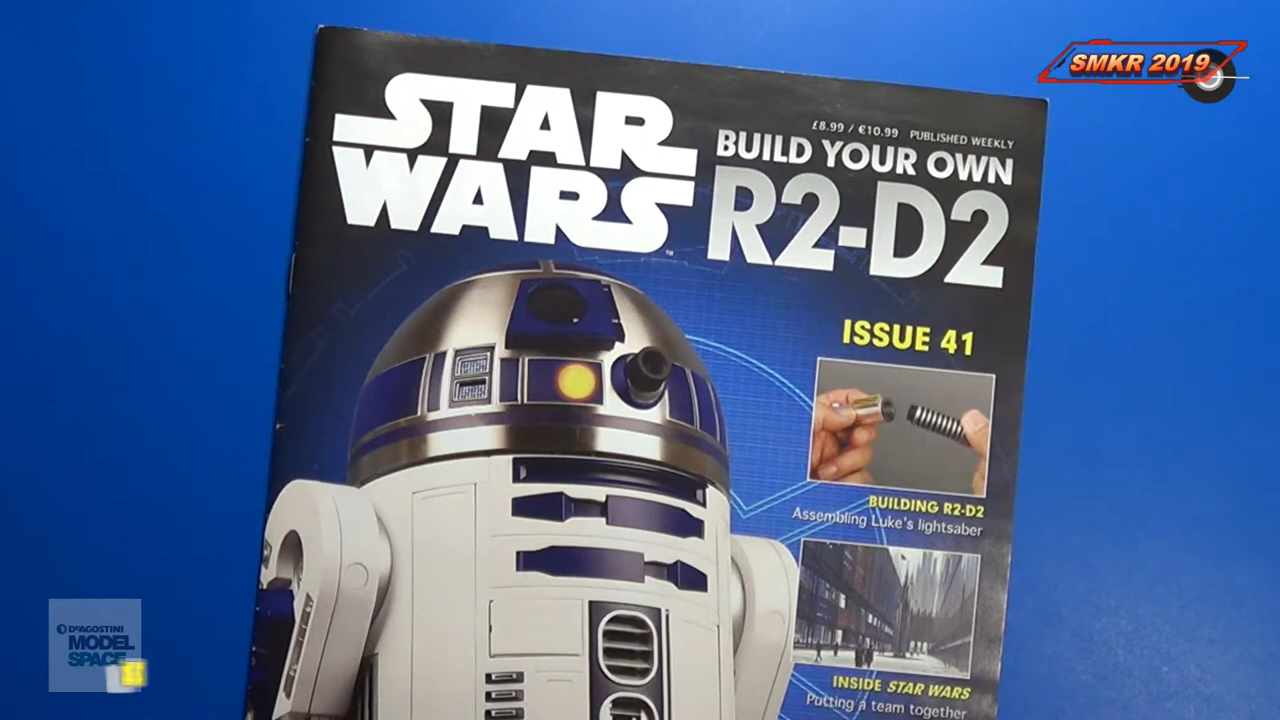 SMKR 2019
STAR
WARS
£8.99 / €10.99 PUBLISHED WEEKLY
BUILD YOUR OWN
R2-D2
ISSUE 41
BUILDING R2-D2
Assembling Luke's lightsaber
INSIDE STAR WARS
Putting a team together
DeAGOSTINI
MODEL
SPACE